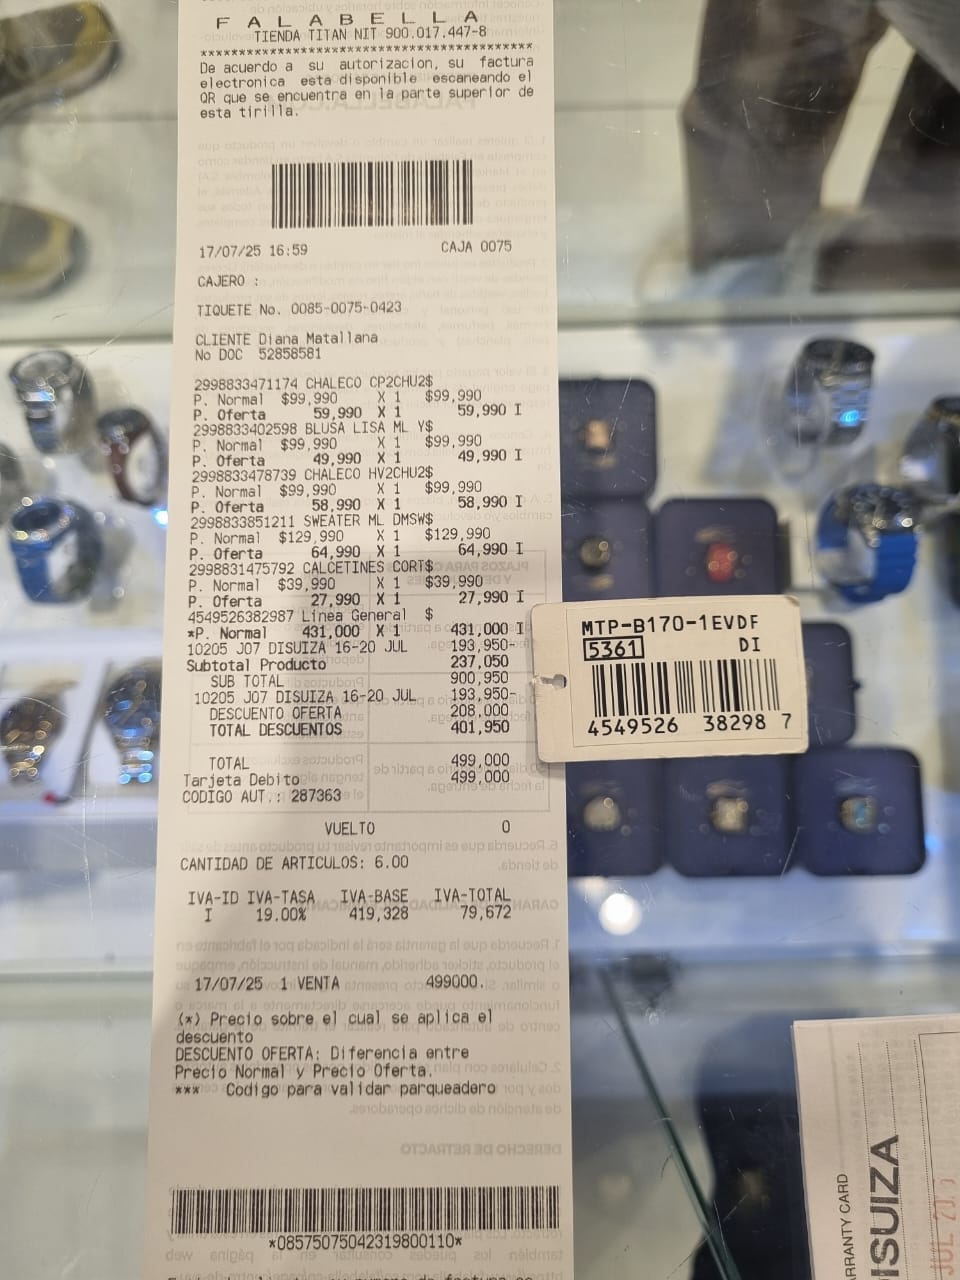 FALABELLA
TIENDA TITAN NIT 900.017.447-8
**************************************************
De acuerdo a su autorizacion, su factura
electronica esta disponible escaneando el
QR que se encuentra en la parte superior de
esta tirilla.
17/07/25 16:59 CAJA 0075
CAJERO :
TIQUETE No. 0085-0075-0423
CLIENTE Diana Matallana
No DOC 52858581
2998833471174 CHALECO CP2CHU2$
P. Normal $99,990 X 1 $99,990
P. Oferta 59,990 X 1 59,990 I
2998833402598 BLUSA LISA ML Y$
P. Normal $99,990 X 1 $99,990
P. Oferta 49,990 X 1 49,990 I
2998833478739 CHALECO HV2CHU2$
P. Normal $99,990 X 1 $99,990
P. Oferta 58,990 X 1 58,990 I
2998833851211 SWEATER ML DMSW$
P. Normal $129,990 X 1 $129,990
P. Oferta 64,990 X 1 64,990 I
2998831475792 CALCETINES CORT$
P. Normal $39,990 X 1 $39,990
P. Oferta 27,990 X 1 27,990 I
4549526382987 Linea General $
*P. Normal 431,000 X 1 431,000 I
10205 J07 DISUIZA 16-20 JUL 193,950-
Subtotal Producto 237,050
SUB TOTAL 900,950
10205 J07 DISUIZA 16-20 JUL 193,950-
DESCUENTO OFERTA 208,000
TOTAL DESCUENTOS 401,950
TOTAL 499,000
Tarjeta Debito 499,000
CODIGO AUT.: 287363
VUELTO 0
CANTIDAD DE ARTICULOS: 6.00
IVA-ID IVA-TASA IVA-BASE IVA-TOTAL
I 19.00% 419,328 79,672
17/07/25 1 VENTA 499000.
(*) Precio sobre el cual se aplica el
descuento
DESCUENTO OFERTA: Diferencia entre
Precio Normal y Precio Oferta.
*** Codigo para validar parqueadero
*08575075042319800110*
MTP-B170-1EVDF
5361 DI
4549526 38298 7
RRANTY CARD
ISUIZA